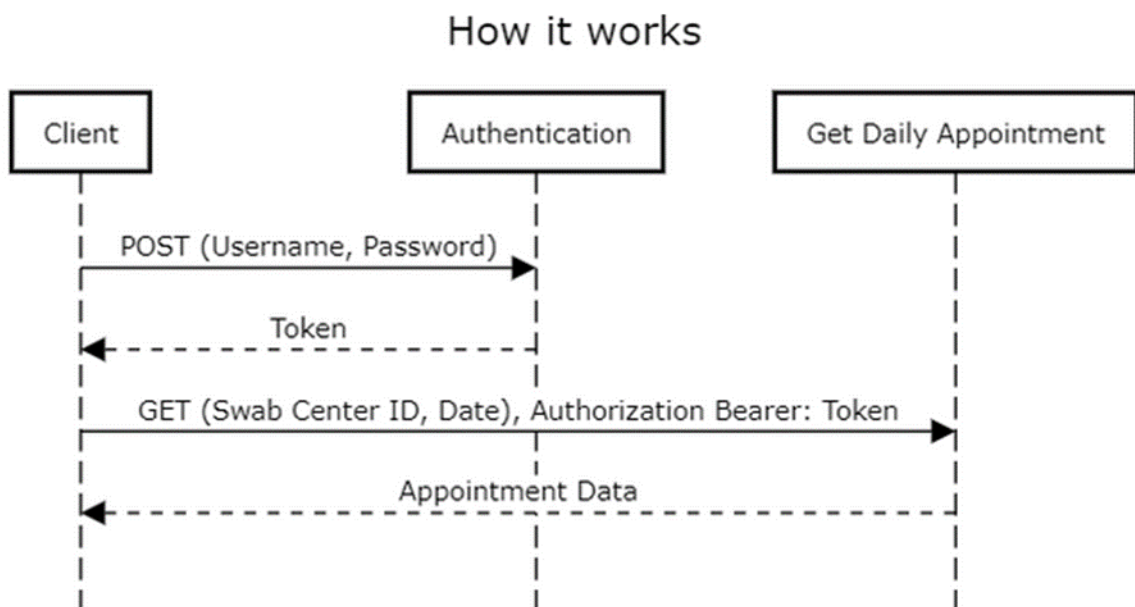 How it works
Client
Authentication
Get Daily Appointment
POST (Username, Password)
Token
GET (Swab Center ID, Date), Authorization Bearer: Token
Appointment Data